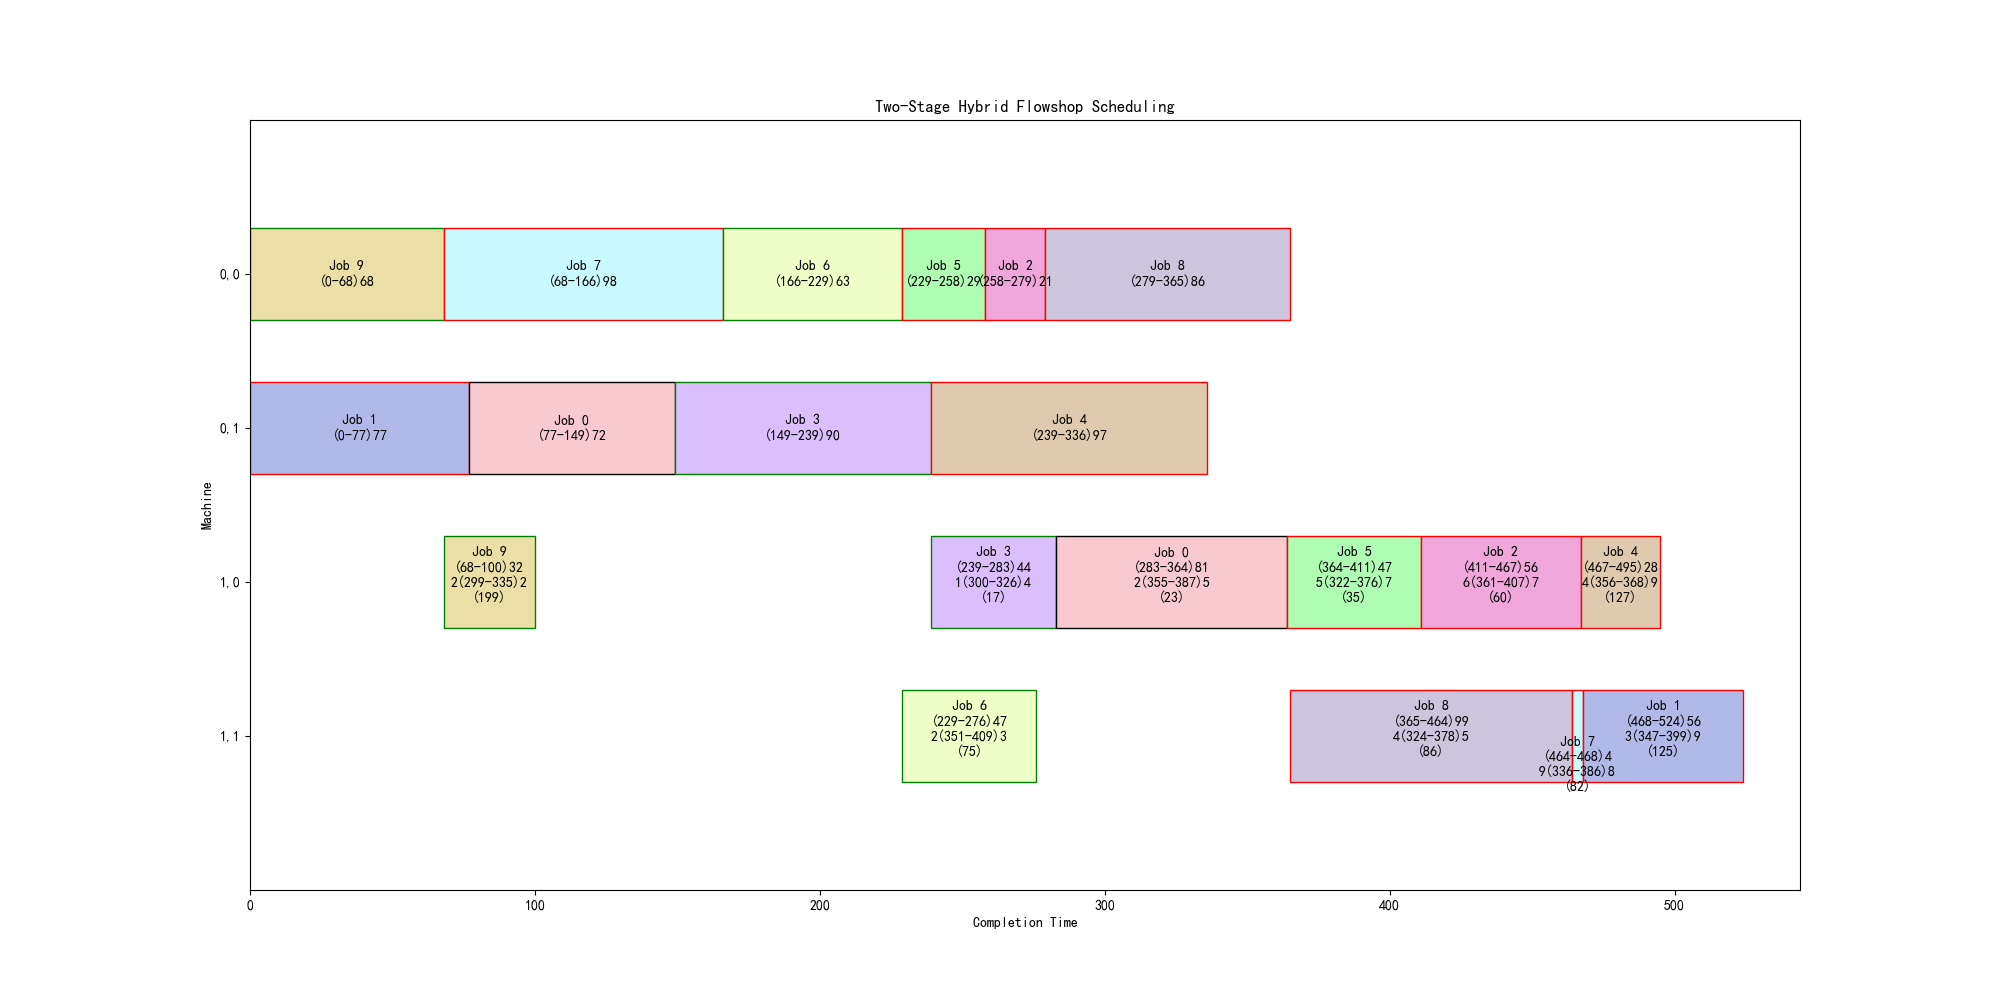 Two-Stage Hybrid Flowshop Scheduling
Machine
0,0
Job 9
(0-68)68
Job 7
(68-166)98
Job 6
(166-229)63
Job 5
(229-258)29
Job 2
(258-279)21
Job 8
(279-365)86
0,1
Job 1
(0-77)77
Job 0
(77-149)72
Job 3
(149-239)90
Job 4
(239-336)97
1,0
Job 9
(68-100)32
2(299-335)2
(199)
Job 3
(239-283)44
1(300-326)4
(17)
Job 0
(283-364)81
2(355-387)5
(23)
Job 5
(364-411)47
5(322-376)7
(35)
Job 2
(411-467)56
6(361-407)7
(60)
Job 4
(467-495)28
4(356-368)9
(127)
1,1
Job 6
(229-276)47
2(351-409)3
(75)
Job 8
(365-464)99
4(324-378)5
(86)
Job 7
(464-468)4
9(336-386)8
(82)
Job 1
(468-524)56
3(347-399)9
(125)
0
100
200
300
400
500
Completion Time